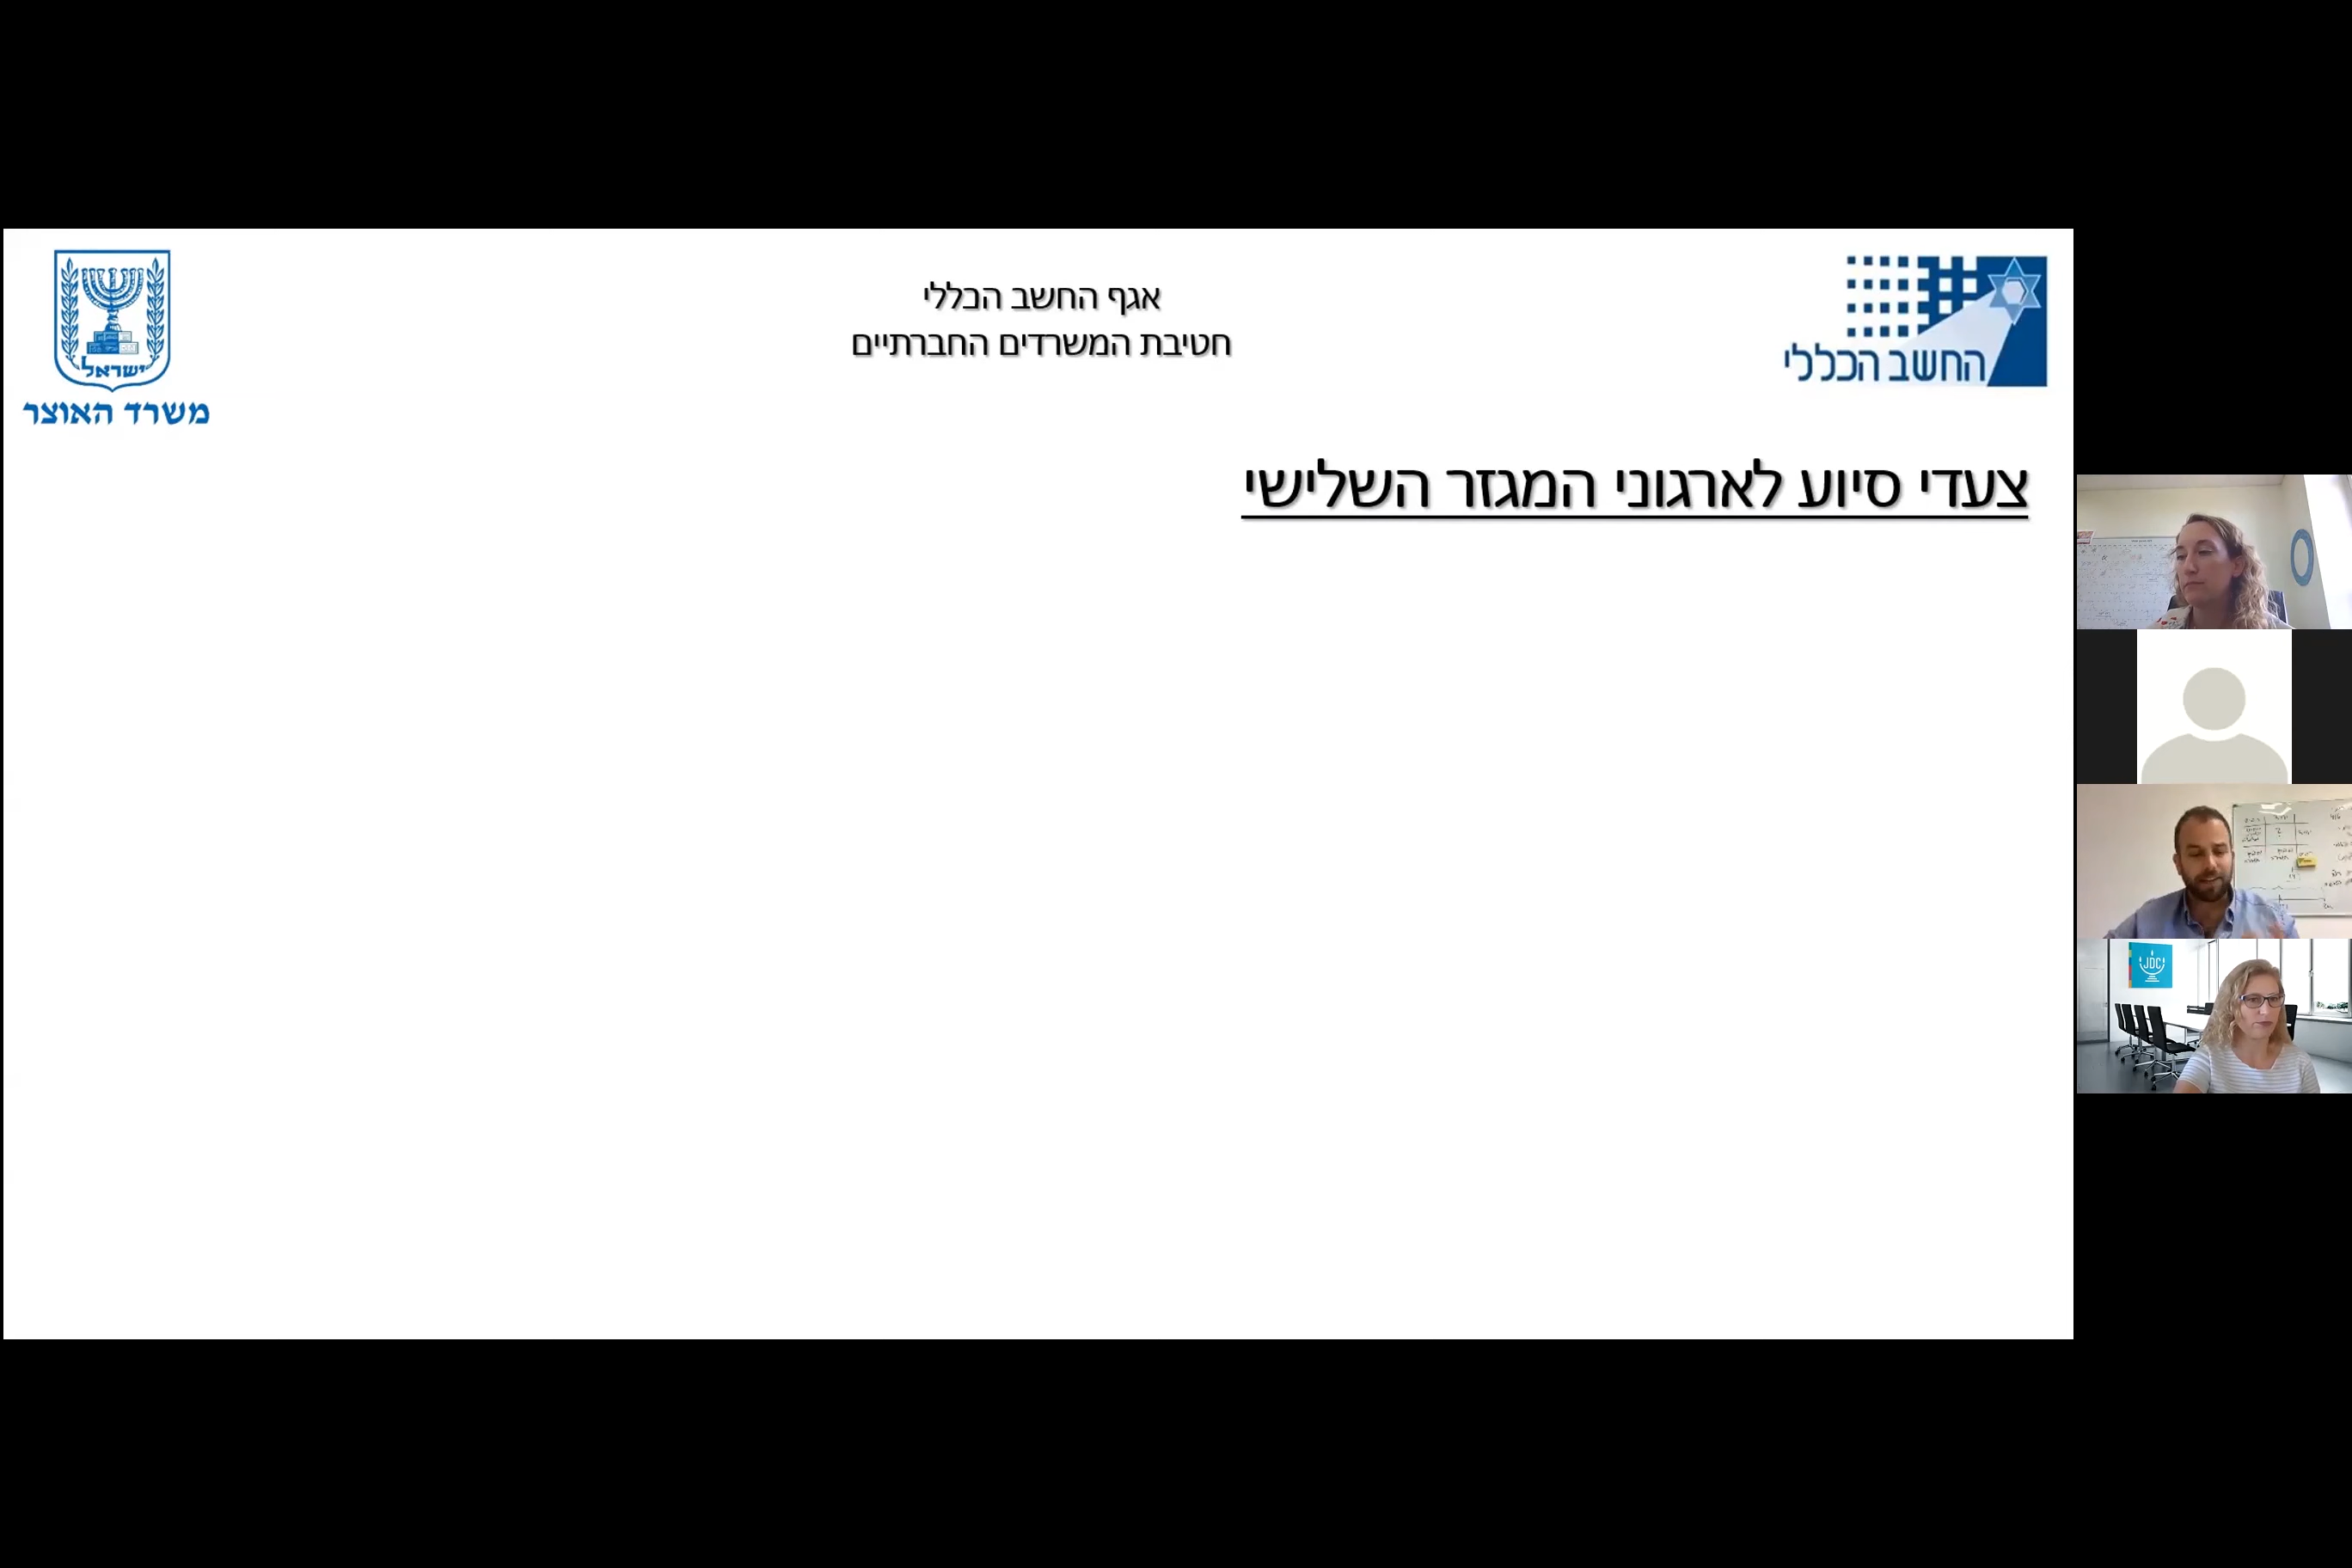 אגף החשב הכללי
חטיבת המשרדים החברתיים
החשב הכללי
ישראל
משרד האוצר
צעדי סיוע לארגוני המגזר השלישי
JDC